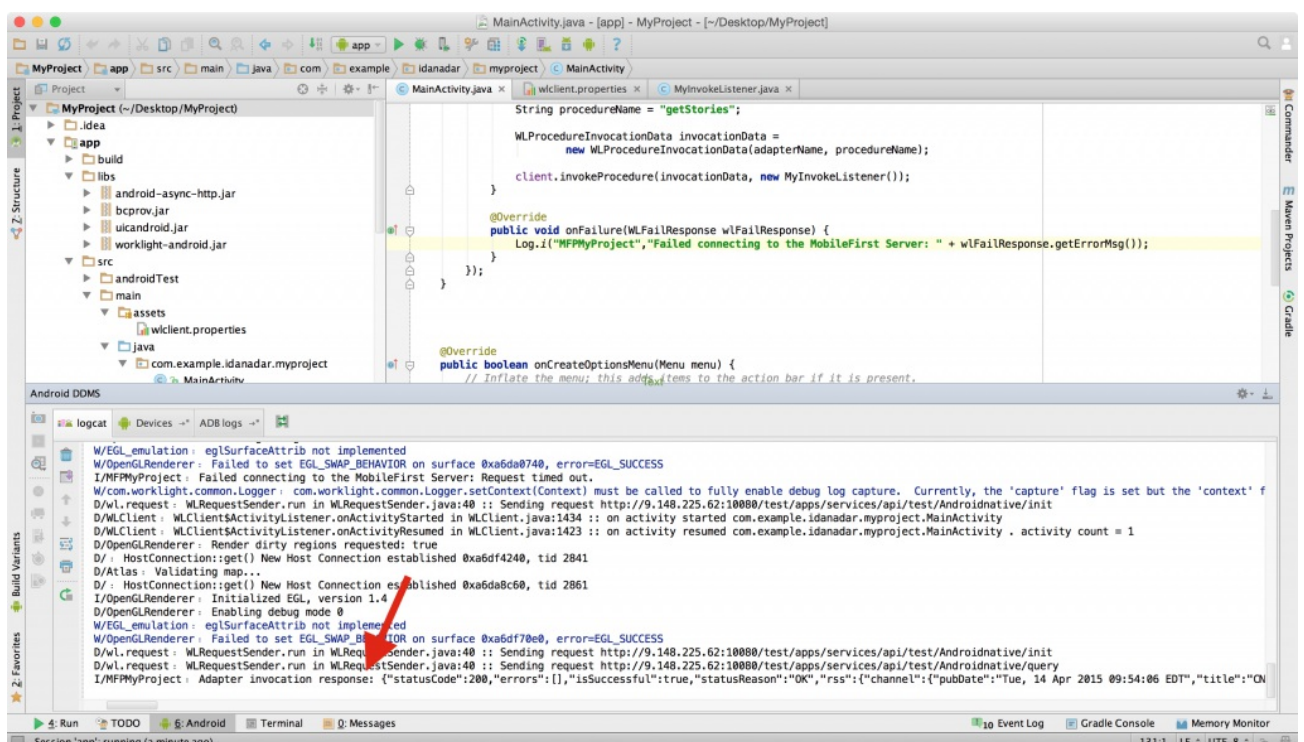 MainActivity.java - [app] - MyProject - [~/Desktop/MyProject]
app
MyProject app src main java com example idanadar myproject MainActivity
Project
MainActivity.java × wlclient.properties × MyInvokeListener.java ×
1: Project
Z: Structure
Build Variants
2: Favorites
MyProject (~/Desktop/MyProject)
.idea
app
build
libs
android-async-http.jar
bcprov.jar
uicandroid.jar
worklight-android.jar
src
androidTest
main
assets
wlclient.properties
java
com.example.idanadar.myproject
MainActivity
String procedureName = "getStories";
WLProcedureInvocationData invocationData =
new WLProcedureInvocationData(adapterName, procedureName);
client.invokeProcedure(invocationData, new MyInvokeListener());
}
@Override
public void onFailure(WLFailResponse wlFailResponse) {
Log.i("MFPMyProject","Failed connecting to the MobileFirst Server: " + wlFailResponse.getErrorMsg());
}
});
}
@Override
public boolean onCreateOptionsMenu(Menu menu) {
// Inflate the menu; this adds items to the action bar if it is present.
Text
Commander
Maven Projects
Gradle
Android DDMS
logcat Devices ADB logs
W/EGL_emulation﹕ eglSurfaceAttrib not implemented
W/OpenGLRenderer﹕ Failed to set EGL_SWAP_BEHAVIOR on surface 0xa6da0740, error=EGL_SUCCESS
I/MFPMyProject﹕ Failed connecting to the MobileFirst Server: Request timed out.
W/com.worklight.common.Logger﹕ com.worklight.common.Logger.setContext(Context) must be called to fully enable debug log capture.  Currently, the 'capture' flag is set but the 'context' f
D/wl.request﹕ WLRequestSender.run in WLRequestSender.java:40 :: Sending request http://9.148.225.62:10080/test/apps/services/api/test/Androidnative/init
D/WLClient﹕ WLClient$ActivityListener.onActivityStarted in WLClient.java:1434 :: on activity started com.example.idanadar.myproject.MainActivity
D/WLClient﹕ WLClient$ActivityListener.onActivityResumed in WLClient.java:1423 :: on activity resumed com.example.idanadar.myproject.MainActivity . activity count = 1
D/OpenGLRenderer﹕ Render dirty regions requested: true
D/﹕ HostConnection::get() New Host Connection established 0xa6df4240, tid 2841
D/Atlas﹕ Validating map...
D/﹕ HostConnection::get() New Host Connection established 0xa6da8c60, tid 2861
I/OpenGLRenderer﹕ Initialized EGL, version 1.4
D/OpenGLRenderer﹕ Enabling debug mode 0
W/EGL_emulation﹕ eglSurfaceAttrib not implemented
W/OpenGLRenderer﹕ Failed to set EGL_SWAP_BEHAVIOR on surface 0xa6df70e0, error=EGL_SUCCESS
D/wl.request﹕ WLRequestSender.run in WLRequestSender.java:40 :: Sending request http://9.148.225.62:10080/test/apps/services/api/test/Androidnative/init
D/wl.request﹕ WLRequestSender.run in WLRequestSender.java:40 :: Sending request http://9.148.225.62:10080/test/apps/services/api/test/Androidnative/query
I/MFPMyProject﹕ Adapter invocation response: {"statusCode":200,"errors":[],"isSuccessful":true,"statusReason":"OK","rss":{"channel":{"pubDate":"Tue, 14 Apr 2015 09:54:06 EDT","title":"CN
4: Run TODO 6: Android Terminal 0: Messages 10 Event Log Gradle Console Memory Monitor
Session 'app': running (a minute ago) 131:1 LF UTF-8